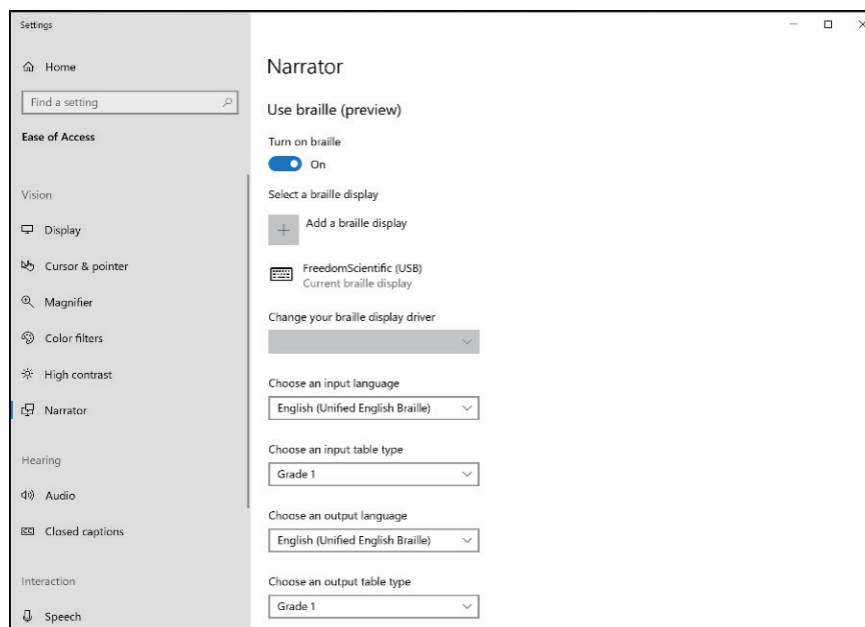 Settings
Home
Find a setting
Ease of Access
Vision
Display
Cursor & pointer
Magnifier
Color filters
High contrast
Narrator
Hearing
Audio
Closed captions
Interaction
Speech
Narrator
Use braille (preview)
Turn on braille
On
Select a braille display
Add a braille display
FreedomScientific (USB)
Current braille display
Change your braille display driver
Choose an input language
English (Unified English Braille)
Choose an input table type
Grade 1
Choose an output language
English (Unified English Braille)
Choose an output table type
Grade 1